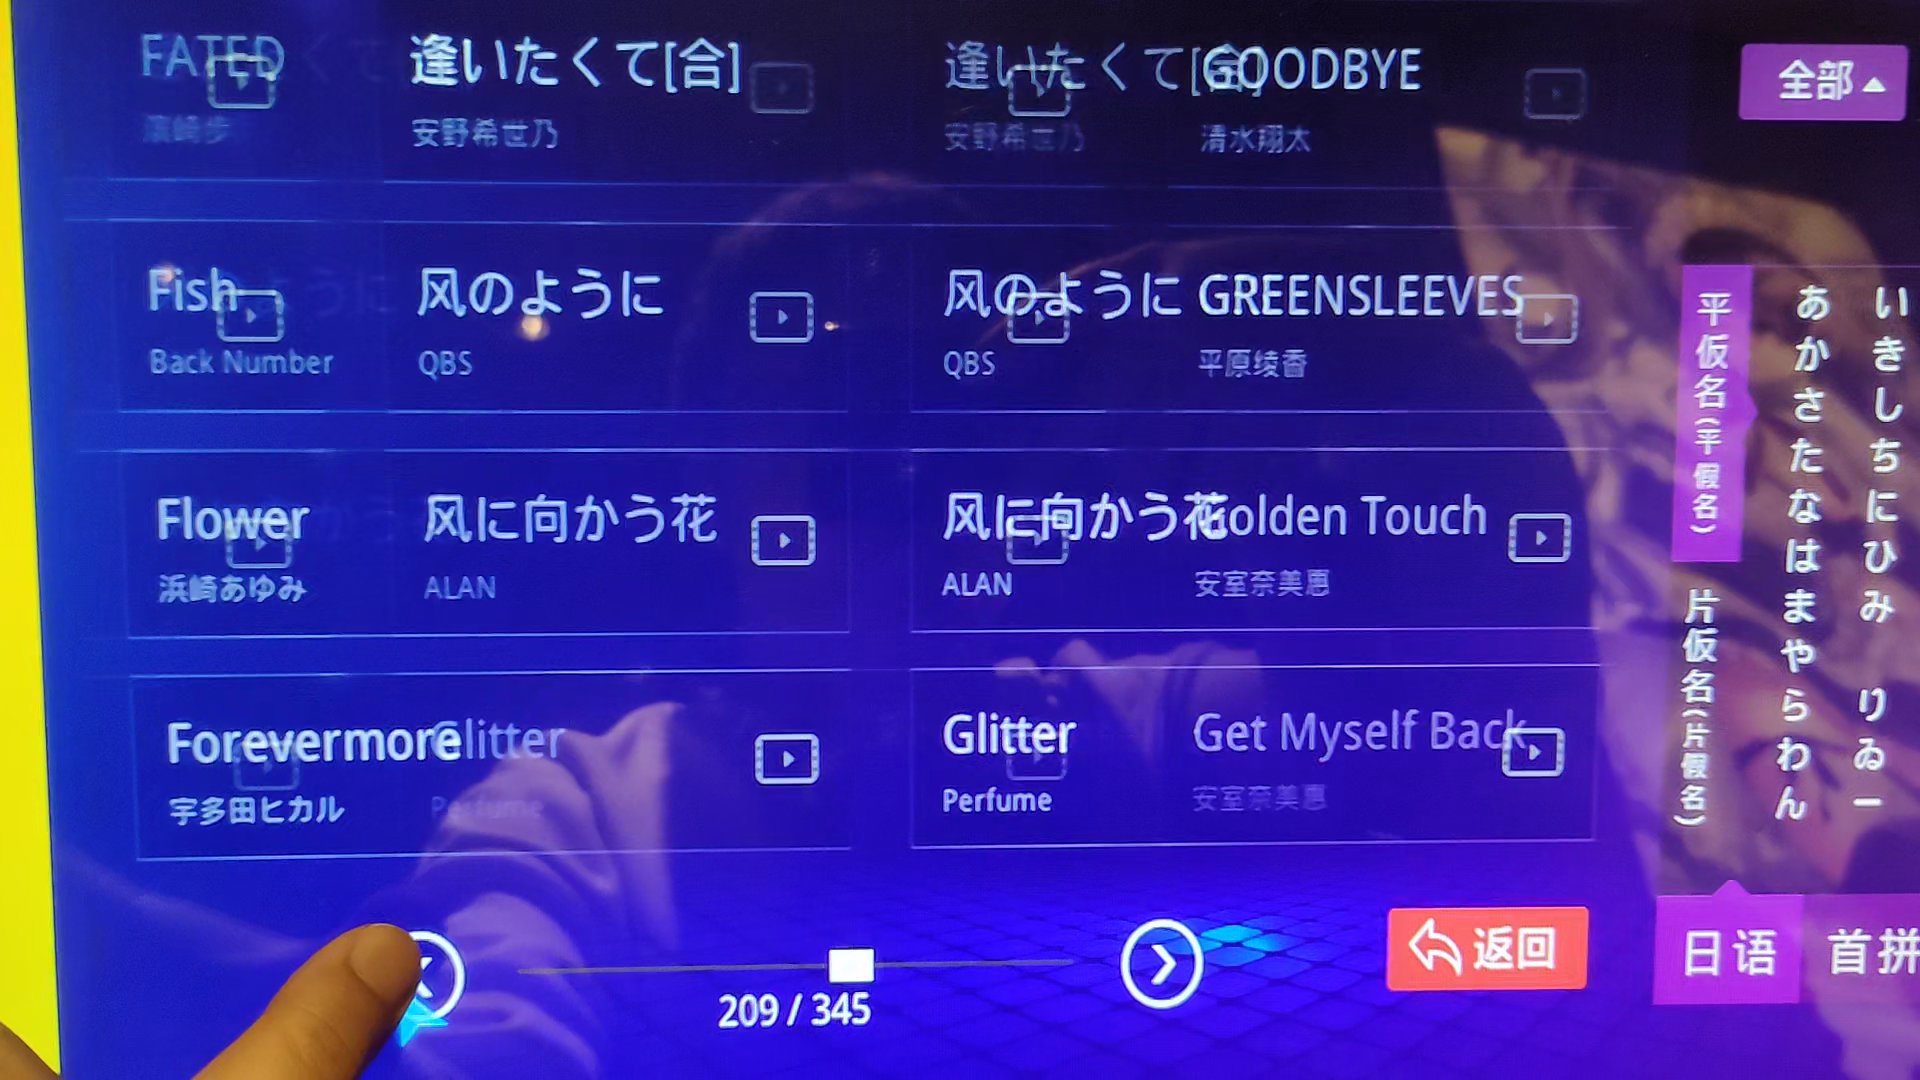 FATED
濱崎步
逢いたくて[合]
安野希世乃
逢いたくて[合]
安野希世乃
GOODBYE
清水翔太
全部
Fish
Back Number
风のように
QBS
风のように
QBS
GREENSLEEVES
平原绫香
Flower
浜崎あゆみ
风に向かう花
ALAN
风に向かう花
ALAN
Golden Touch
安室奈美恵
Forevermore
宇多田ヒカル
Glitter
Perfume
Glitter
Perfume
Get Myself Back
安室奈美恵
平仮名(平假名)
片仮名(片假名)
あかさたなはまやらわん
いきしちにひみ りゐー
209 / 345
返回
日语
首拼